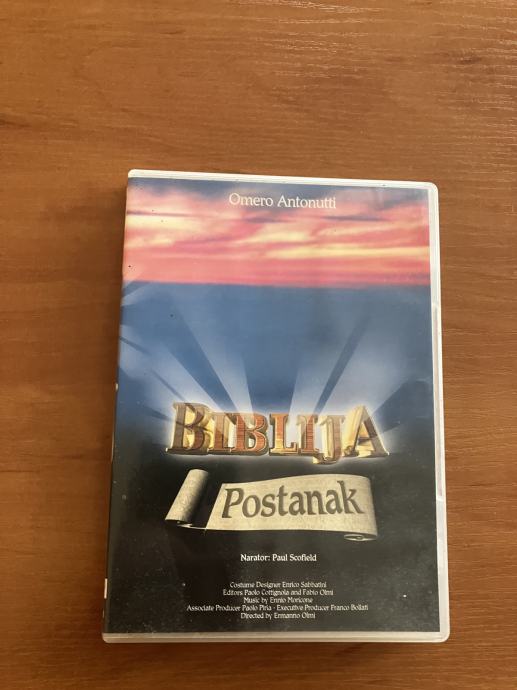 Omero Antonutti
BIBLIJA
Postanak
Narator: Paul Scofield
Costume Designer Enrico Sabbatini
Editors Paolo Cottignola and Fabio Olmi
Music by Ennio Moricone
Associate Producer Paolo Piria - Executive Producer Franco Bollati
Directed by Ermanno Olmi